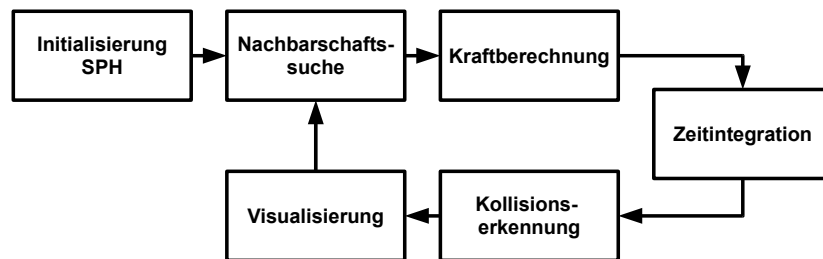 Initialisierung
SPH
Nachbarschafts-
suche
Kraftberechnung
Zeitintegration
Kollisions-
erkennung
Visualisierung